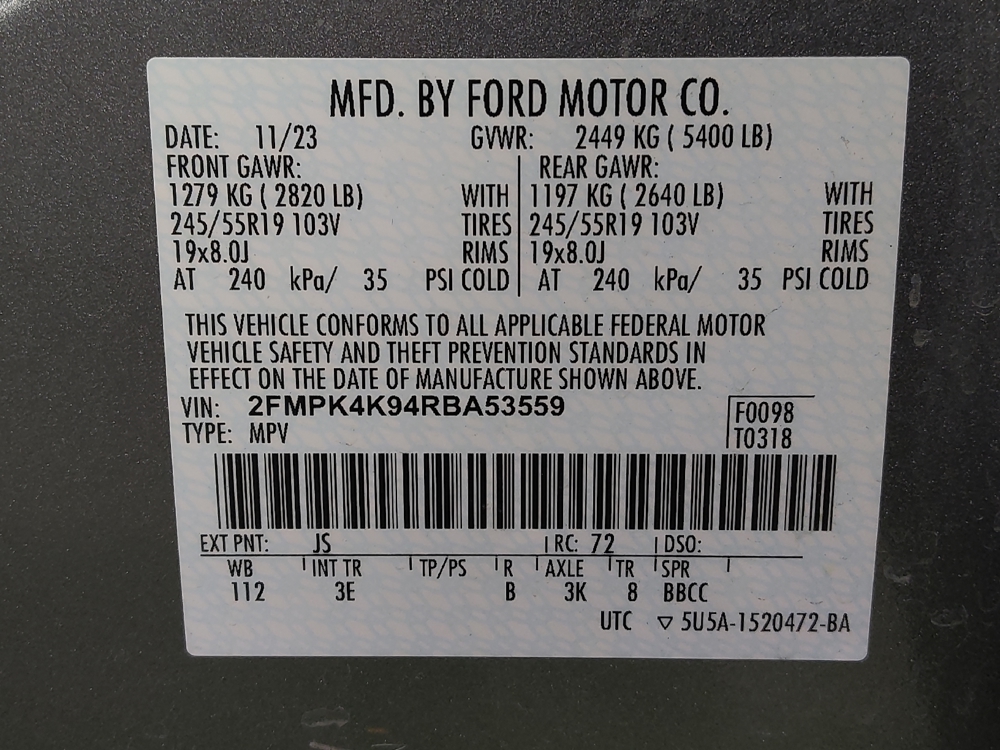 MFD. BY FORD MOTOR CO.
DATE: 11/23 GVWR: 2449 KG ( 5400 LB)
FRONT GAWR: REAR GAWR:
1279 KG ( 2820 LB) WITH 1197 KG ( 2640 LB) WITH
245/55R19 103V TIRES 245/55R19 103V TIRES
19x8.0J RIMS 19x8.0J RIMS
AT 240 kPa/ 35 PSI COLD AT 240 kPa/ 35 PSI COLD
THIS VEHICLE CONFORMS TO ALL APPLICABLE FEDERAL MOTOR
VEHICLE SAFETY AND THEFT PREVENTION STANDARDS IN
EFFECT ON THE DATE OF MANUFACTURE SHOWN ABOVE.
VIN: 2FMPK4K94RBA53559 F0098
TYPE: MPV T0318
EXT PNT: JS RC: 72 DSO:
WB INT TR TP/PS R AXLE TR SPR
112 3E B 3K 8 BBCC
UTC ▽ 5U5A-1520472-BA